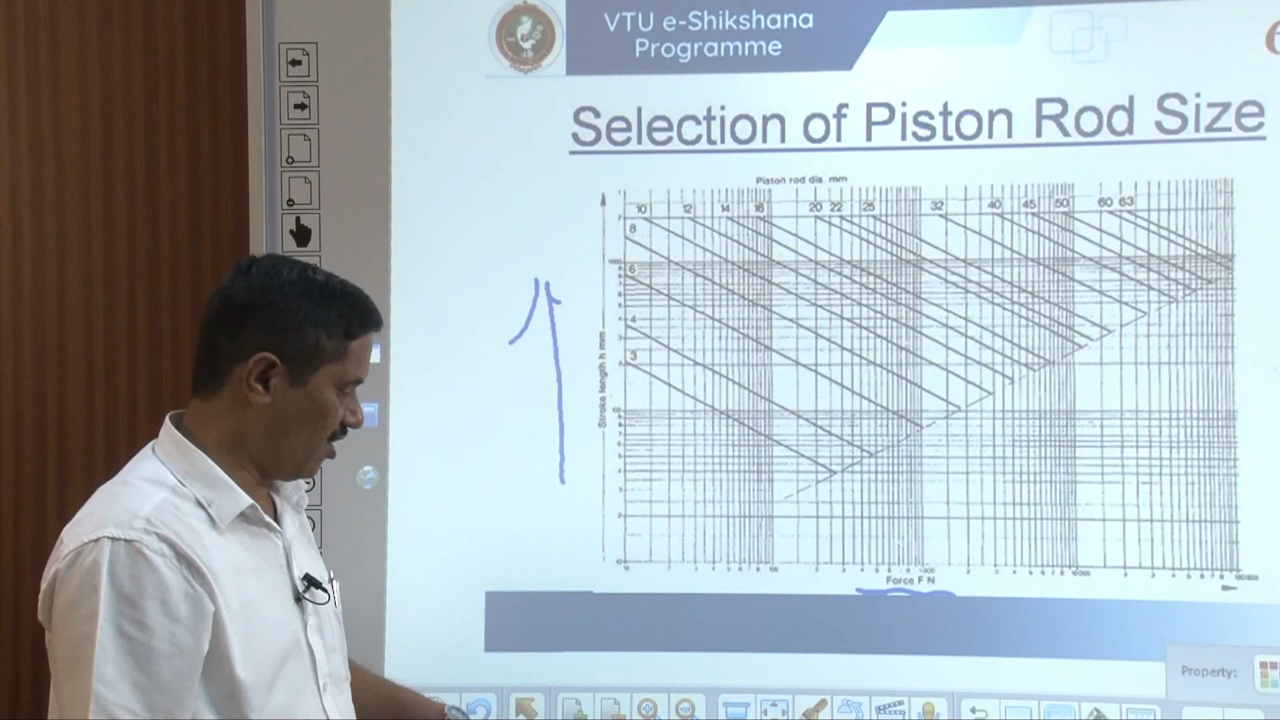 VTU e-Shikshana
Programme
Selection of Piston Rod Size
Piston rod dia. mm
10 12 14 16 20 22 25 32 40 45 50 60 63
8
6
4
3
Stroke length h mm
Force F N
Property: